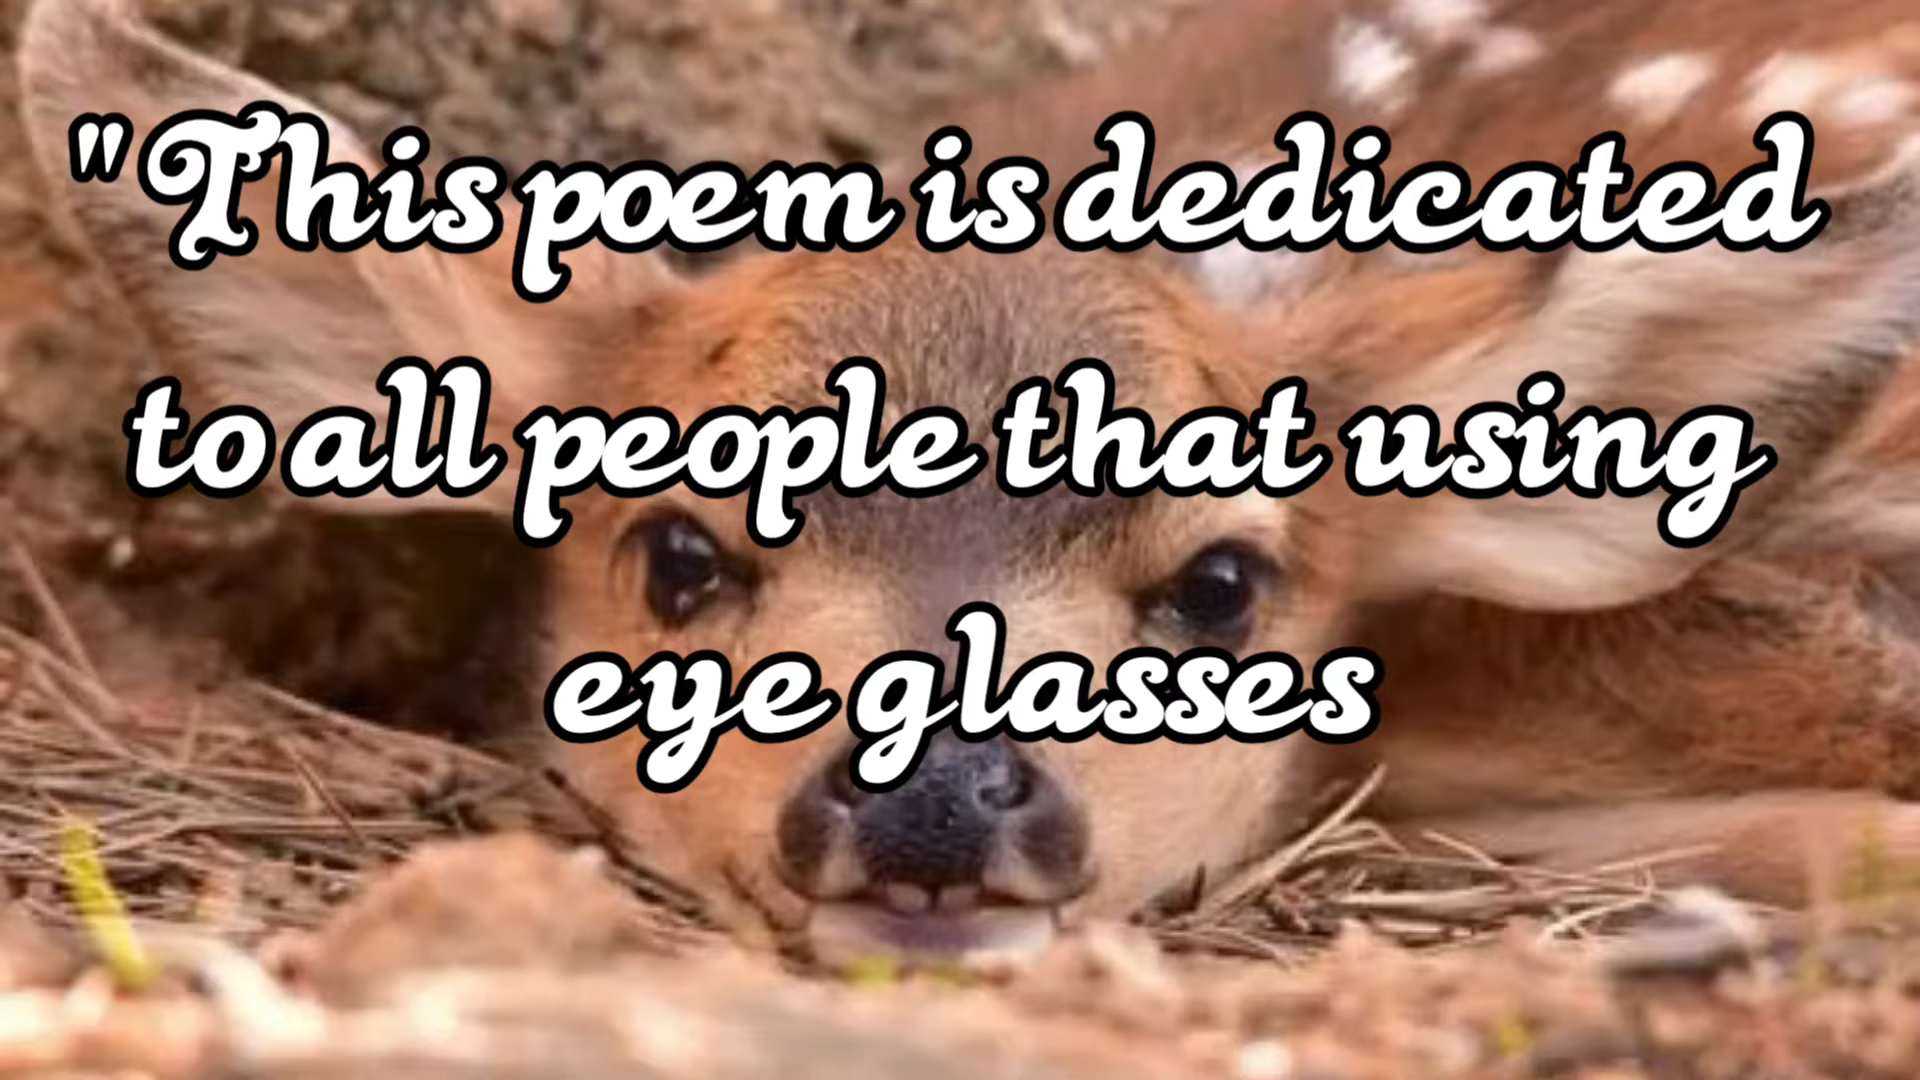 "This poem is dedicated
to all people that using
eye glasses